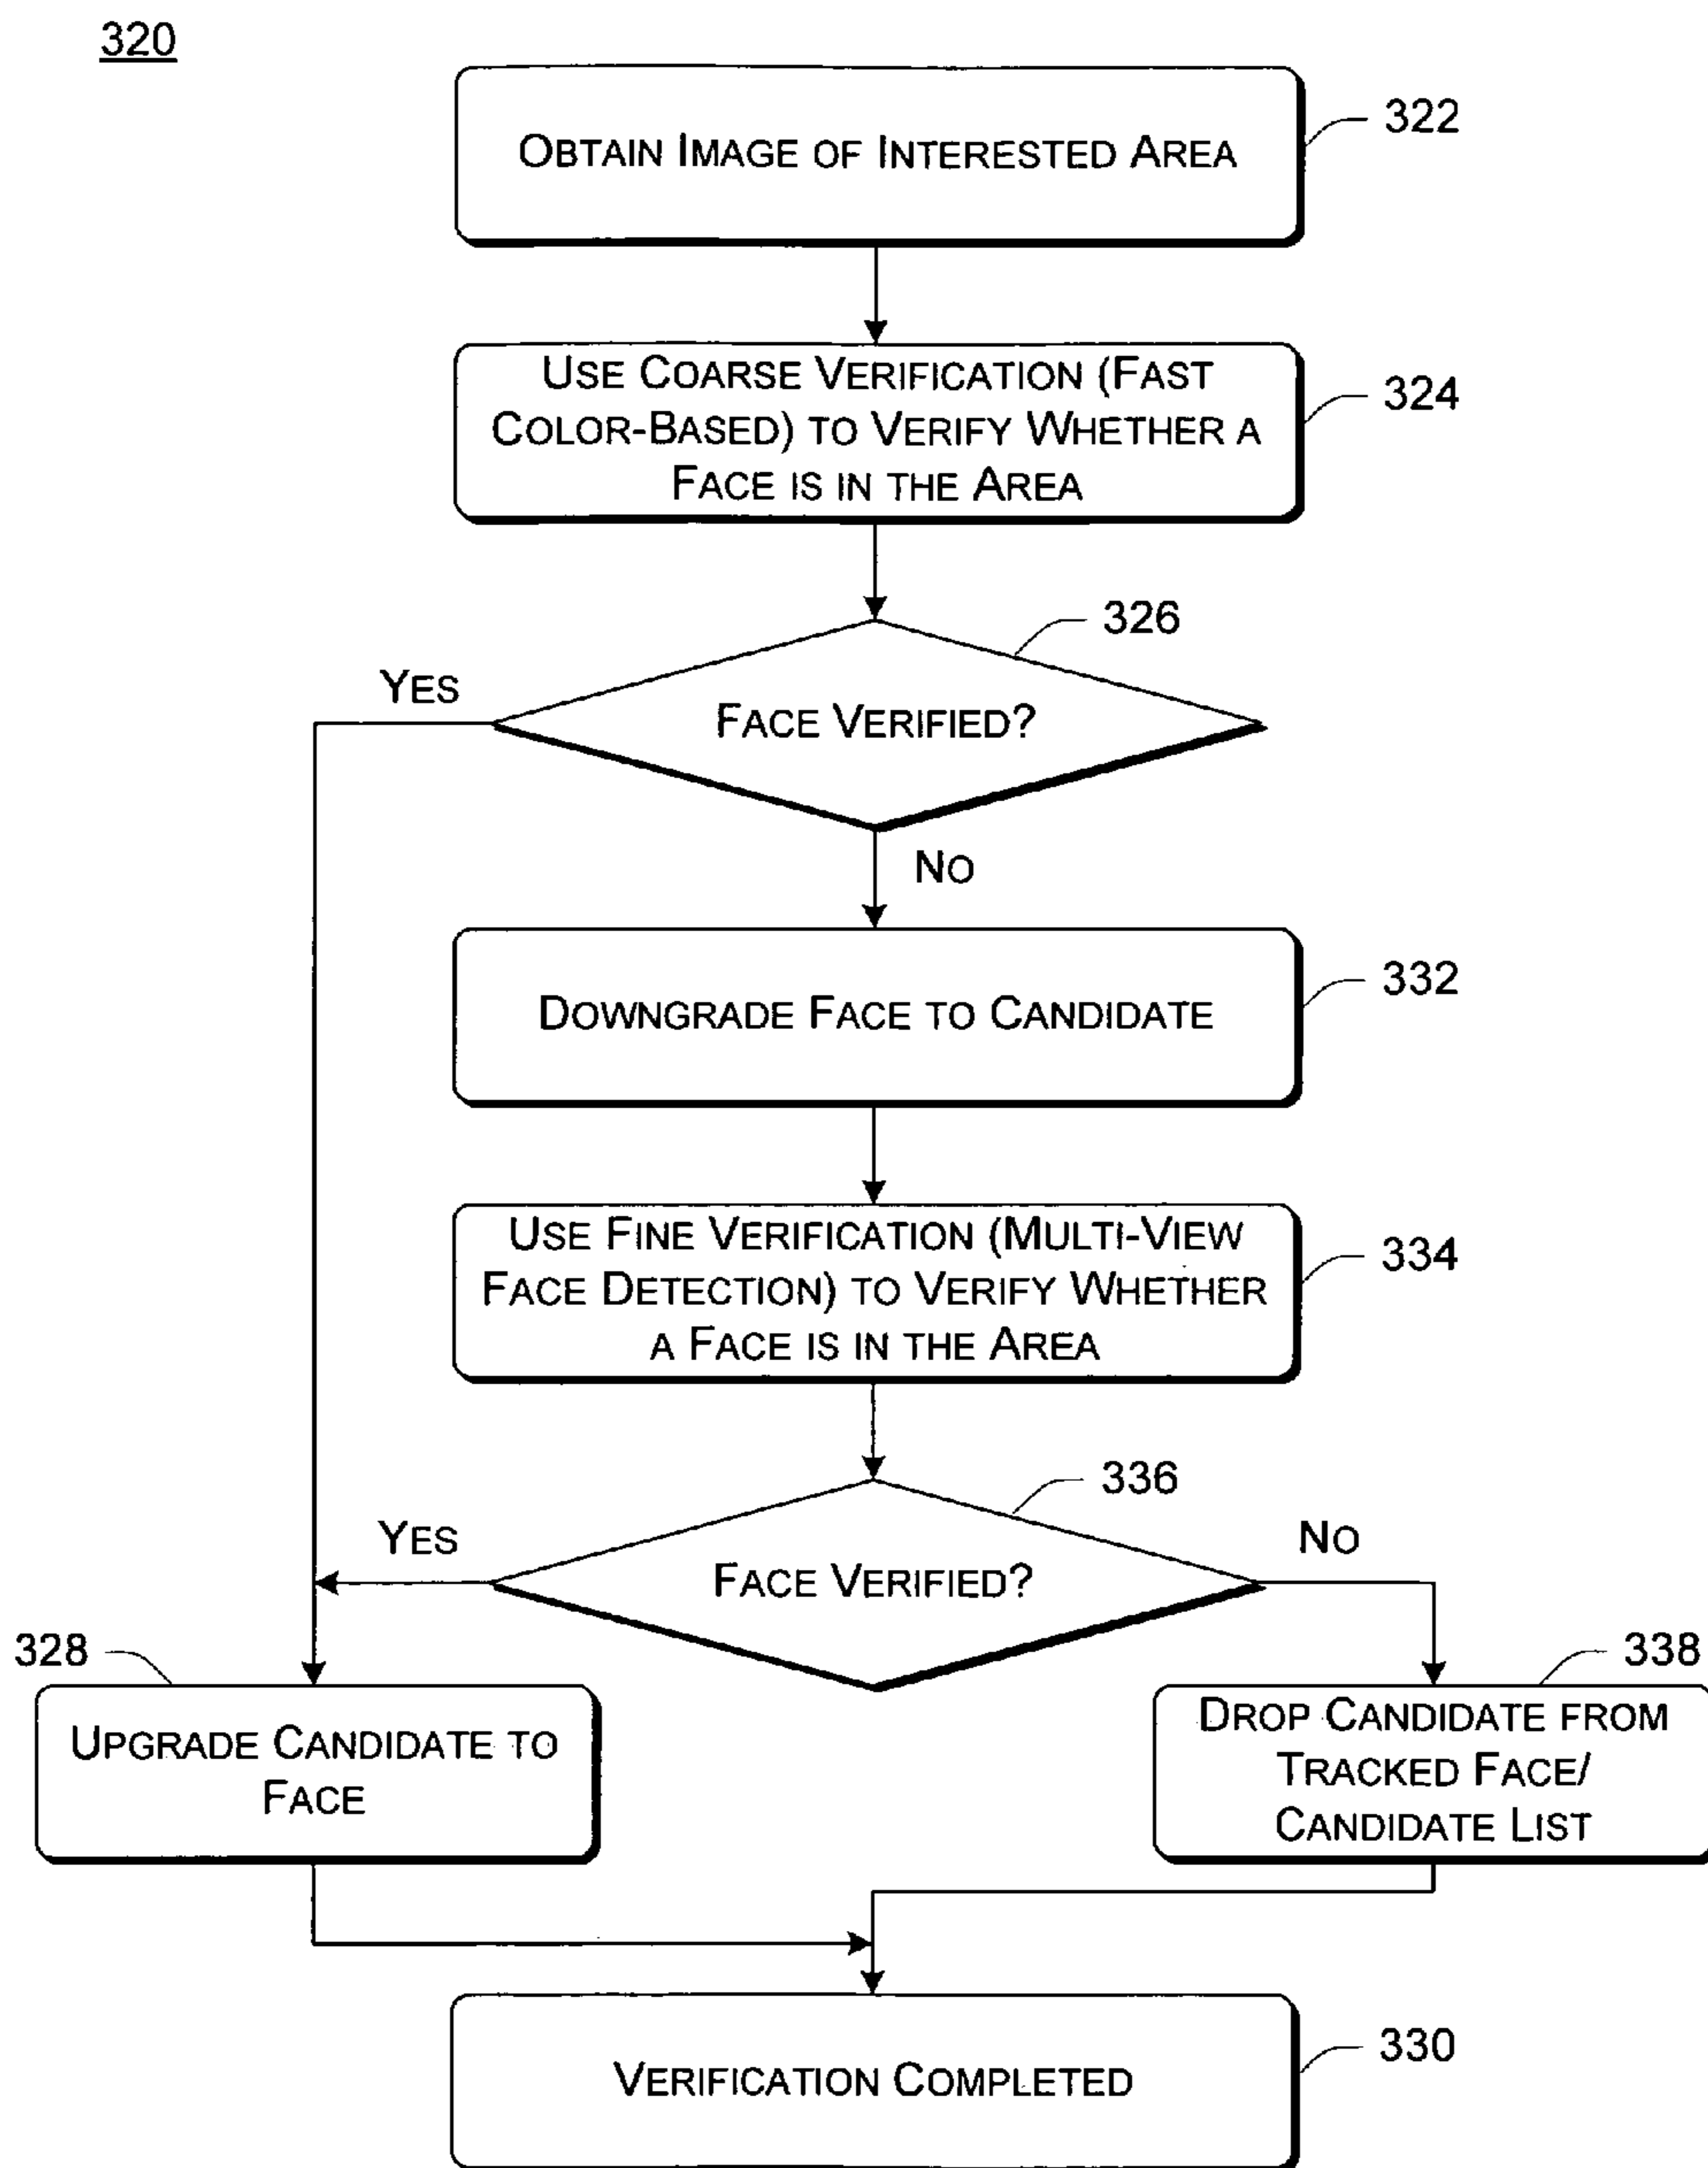 320
OBTAIN IMAGE OF INTERESTED AREA
322
USE COARSE VERIFICATION (FAST
COLOR-BASED) TO VERIFY WHETHER A
FACE IS IN THE AREA
324
326
YES
FACE VERIFIED?
NO
DOWNGRADE FACE TO CANDIDATE
332
USE FINE VERIFICATION (MULTI-VIEW
FACE DETECTION) TO VERIFY WHETHER
A FACE IS IN THE AREA
334
336
YES
FACE VERIFIED?
NO
328
UPGRADE CANDIDATE TO
FACE
338
DROP CANDIDATE FROM
TRACKED FACE/
CANDIDATE LIST
VERIFICATION COMPLETED
330